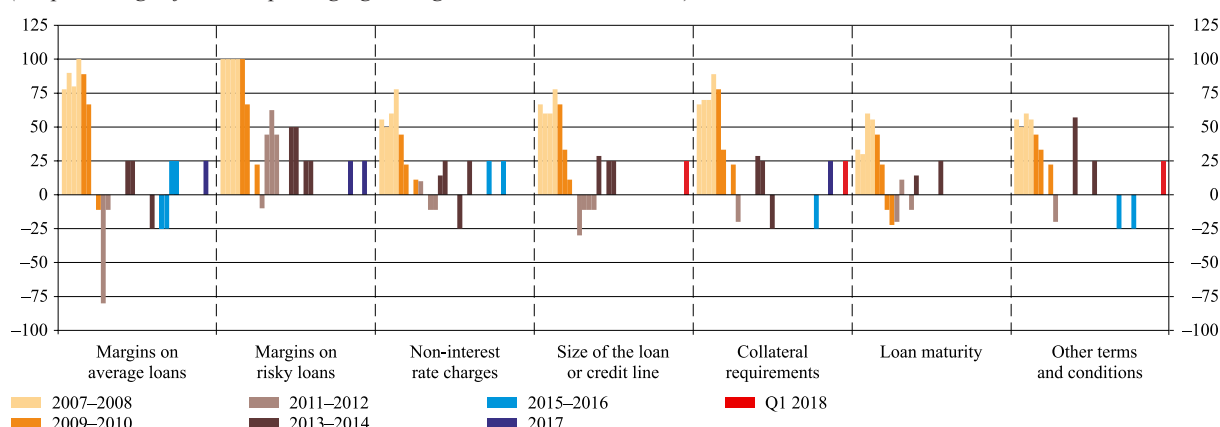 125 125
100 100
75 75
50 50
25 25
0 0
–25 –25
–50 –50
–75 –75
–100 –100
Margins on average loans
Margins on risky loans
Non-interest rate charges
Size of the loan or credit line
Collateral requirements
Loan maturity
Other terms and conditions
2007–2008
2009–2010
2011–2012
2013–2014
2015–2016
2017
Q1 2018